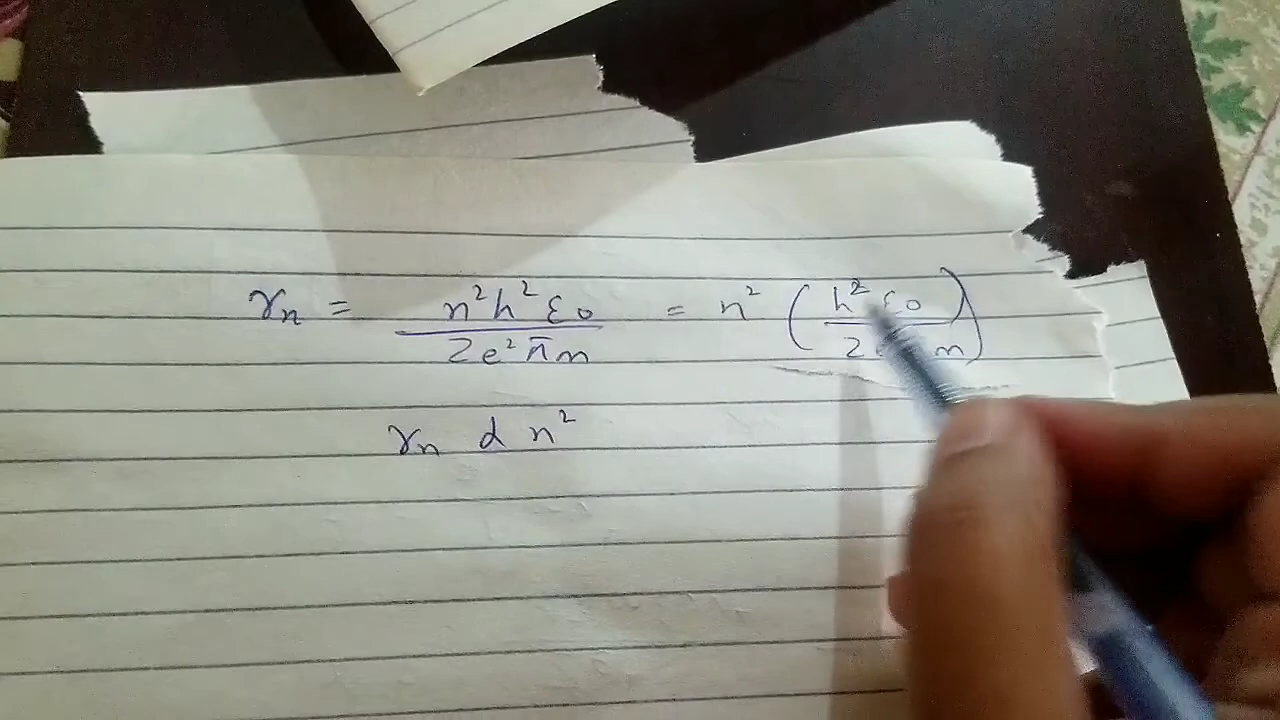 rₙ = n²h²ε₀ / Ze²πm = n² (h²ε₀ / Z m)
rₙ α n²